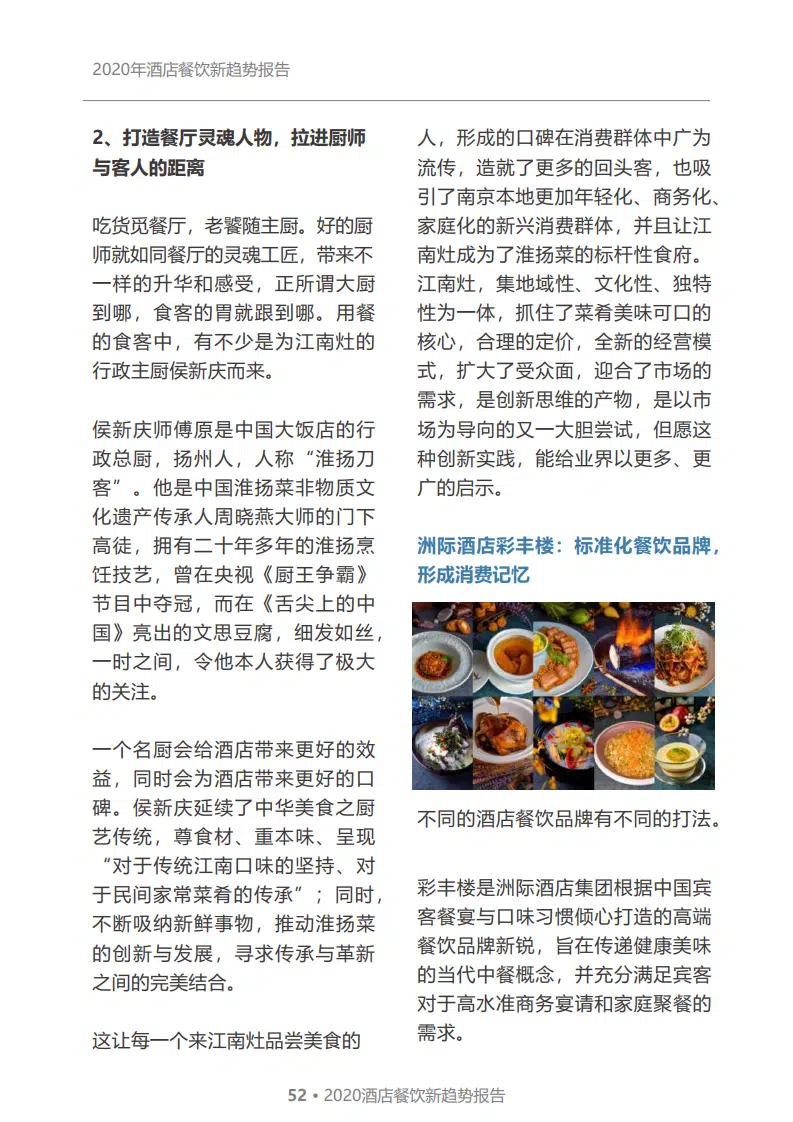 2020年酒店餐饮新趋势报告
2、打造餐厅灵魂人物，拉进厨师
与客人的距离
吃货觅餐厅，老饕随主厨。好的厨
师就如同餐厅的灵魂工匠，带来不
一样的升华和感受，正所谓大厨
到哪，食客的胃就跟到哪。用餐
的食客中，有不少是为江南灶的
行政主厨侯新庆而来。
侯新庆师傅原是中国大饭店的行
政总厨，扬州人，人称“淮扬刀
客”。他是中国淮扬菜非物质文
化遗产传承人周晓燕大师的门下
高徒，拥有二十年多年的淮扬烹
饪技艺，曾在央视《厨王争霸》
节目中夺冠，而在《舌尖上的中
国》亮出的文思豆腐，细发如丝，
一时之间，令他本人获得了极大
的关注。
一个名厨会给酒店带来更好的效
益，同时会为酒店带来更好的口
碑。侯新庆延续了中华美食之厨
艺传统，尊食材、重本味、呈现
“对于传统江南口味的坚持、对
于民间家常菜肴的传承”；同时，
不断吸纳新鲜事物，推动淮扬菜
的创新与发展，寻求传承与革新
之间的完美结合。
这让每一个来江南灶品尝美食的
人，形成的口碑在消费群体中广为
流传，造就了更多的回头客，也吸
引了南京本地更加年轻化、商务化、
家庭化的新兴消费群体，并且让江
南灶成为了淮扬菜的标杆性食府。
江南灶，集地域性、文化性、独特
性为一体，抓住了菜肴美味可口的
核心，合理的定价，全新的经营模
式，扩大了受众面，迎合了市场的
需求，是创新思维的产物，是以市
场为导向的又一大胆尝试，但愿这
种创新实践，能给业界以更多、更
广的启示。
洲际酒店彩丰楼：标准化餐饮品牌，
形成消费记忆
不同的酒店餐饮品牌有不同的打法。
彩丰楼是洲际酒店集团根据中国宾
客餐宴与口味习惯倾心打造的高端
餐饮品牌新锐，旨在传递健康美味
的当代中餐概念，并充分满足宾客
对于高水准商务宴请和家庭聚餐的
需求。
52 • 2020酒店餐饮新趋势报告